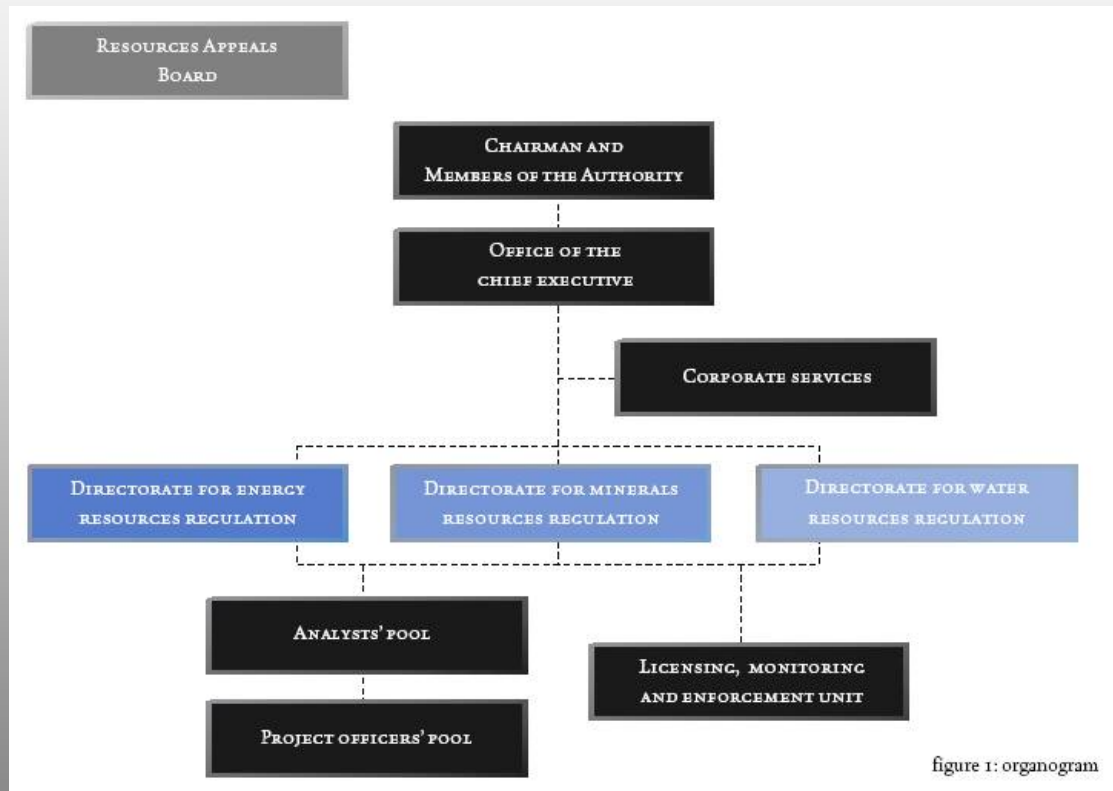 Resources Appeals
Board
Chairman and
Members of the Authority
Office of the
chief executive
Corporate services
Directorate for energy
resources regulation
Directorate for minerals
resources regulation
Directorate for water
resources regulation
Analysts' pool
Licensing, monitoring
and enforcement unit
Project officers' pool
figure 1: organogram